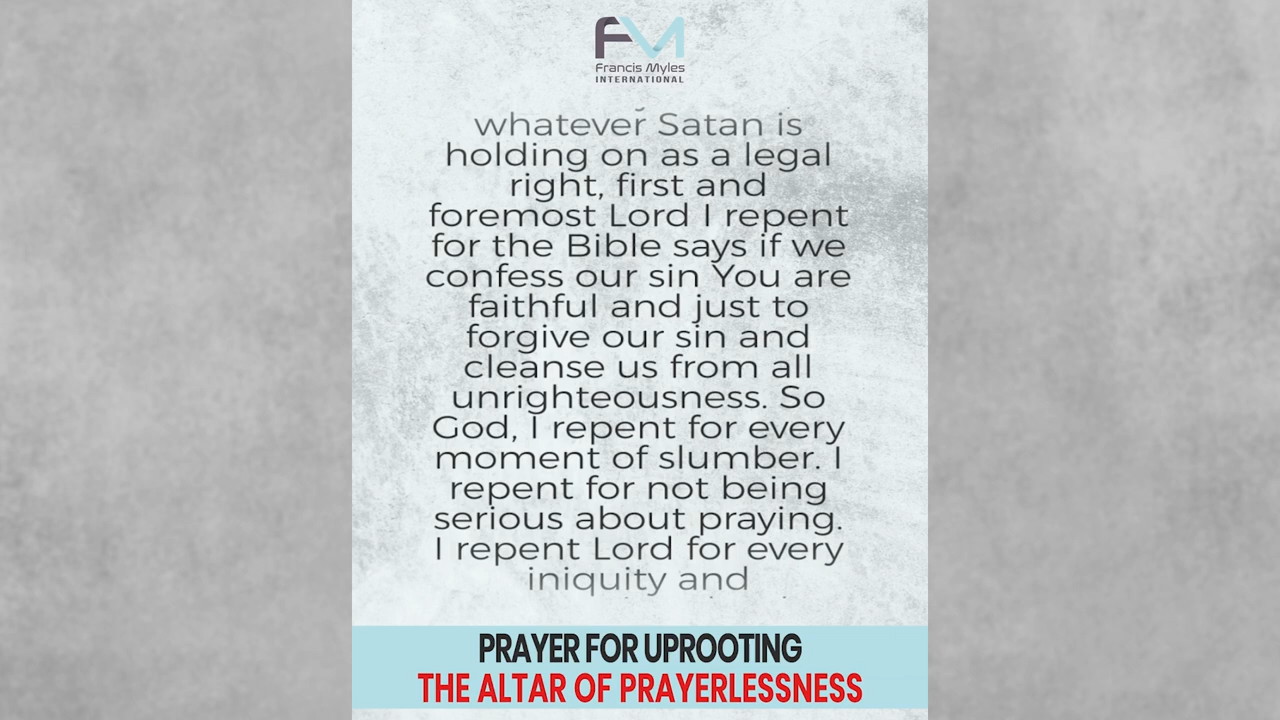 FM
Francis Myles
INTERNATIONAL
whatever Satan is
holding on as a legal
right, first and
foremost Lord I repent
for the Bible says if we
confess our sin You are
faithful and just to
forgive our sin and
cleanse us from all
unrighteousness. So
God, I repent for every
moment of slumber. I
repent for not being
serious about praying.
I repent Lord for every
iniquity and
PRAYER FOR UPROOTING
THE ALTAR OF PRAYERLESSNESS